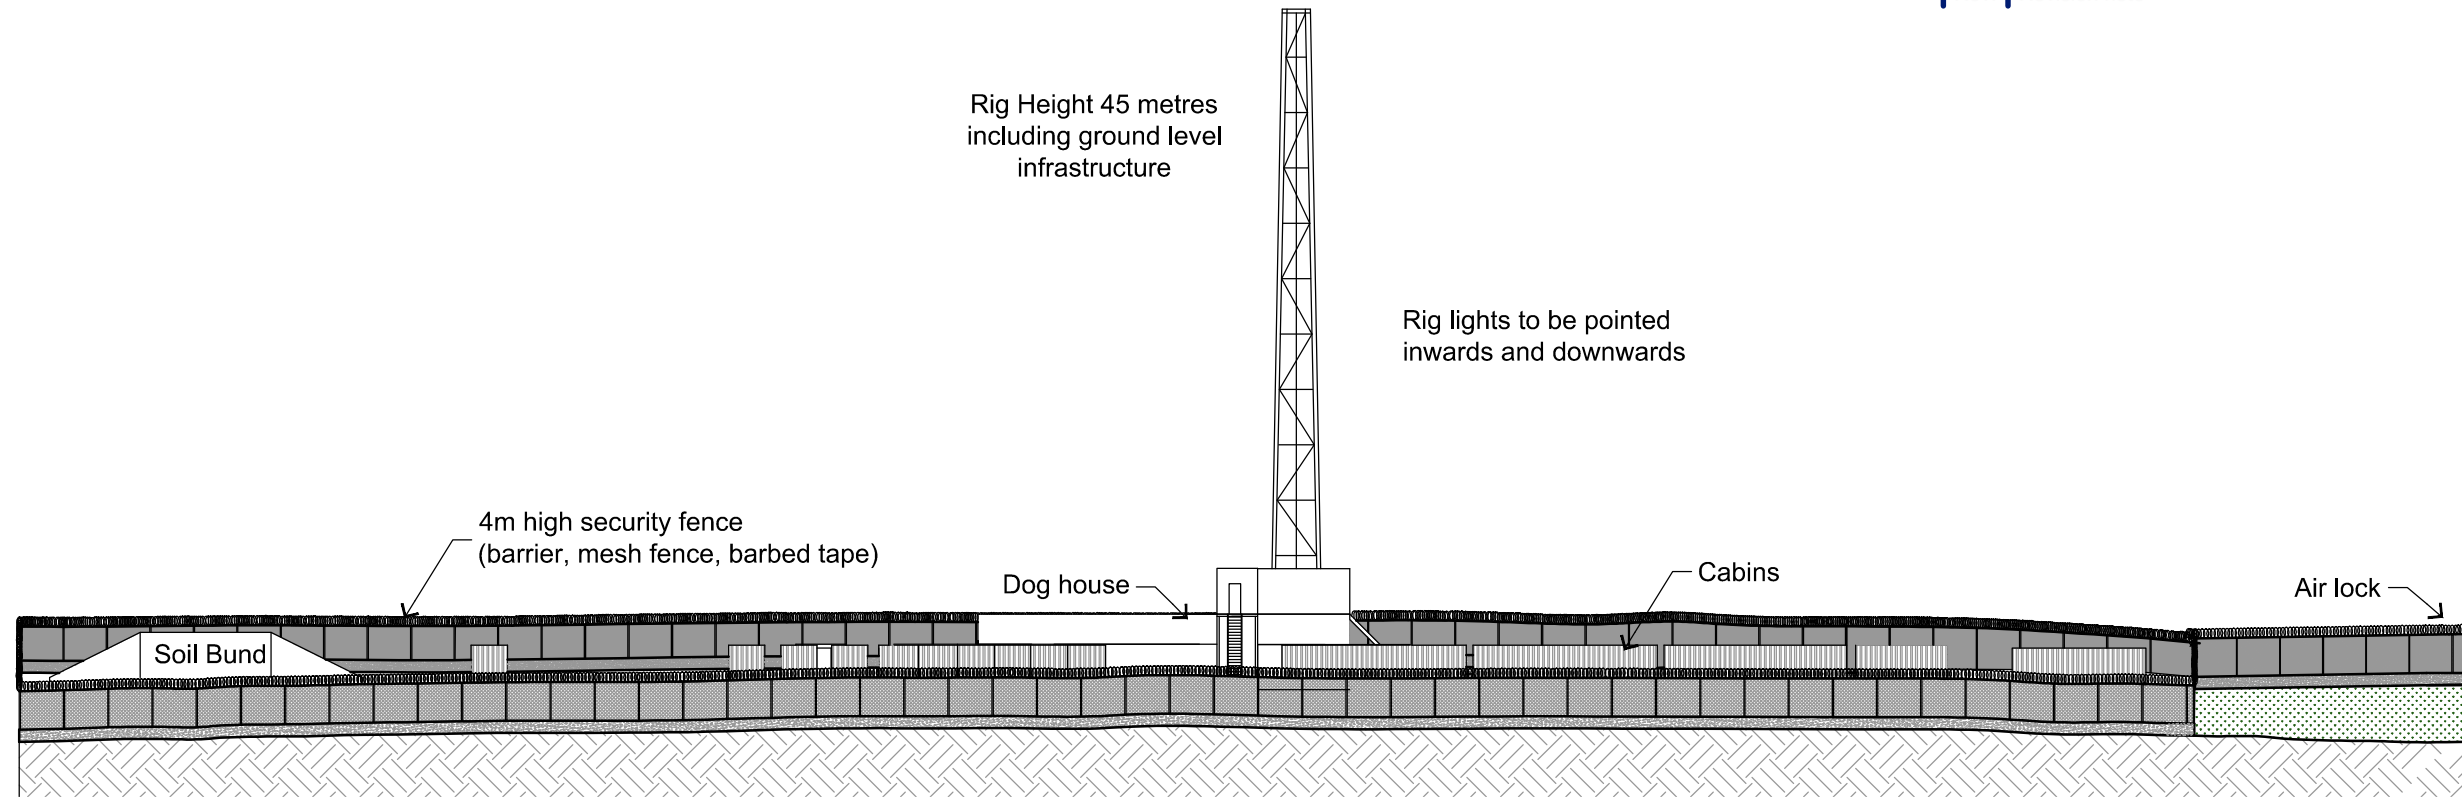 Rig Height 45 metres
including ground level
infrastructure
Rig lights to be pointed
inwards and downwards
4m high security fence
(barrier, mesh fence, barbed tape)
Dog house
Cabins
Air lock
Soil Bund